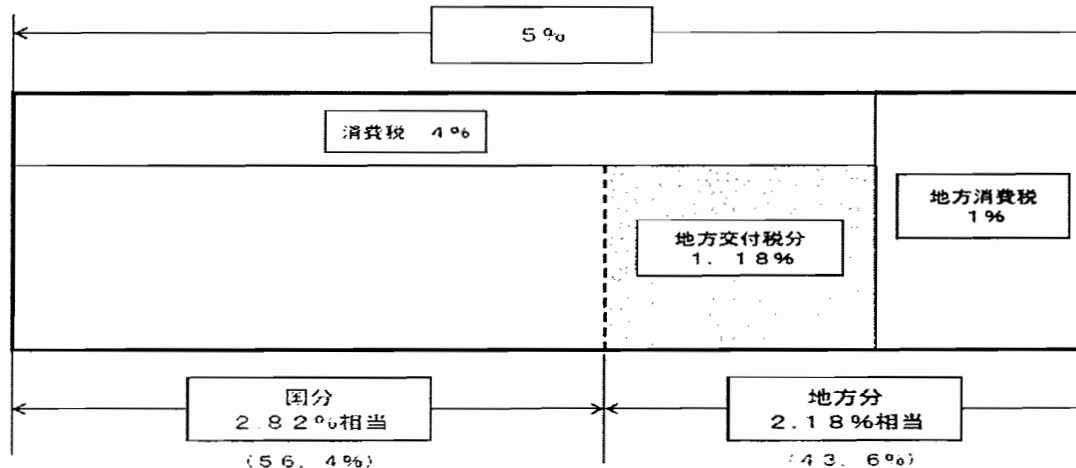 5%
消費税 4%
地方消費税
1%
地方交付税分
1.18%
国分
2.82%相当
(56.4%)
地方分
2.18%相当
(43.6%)